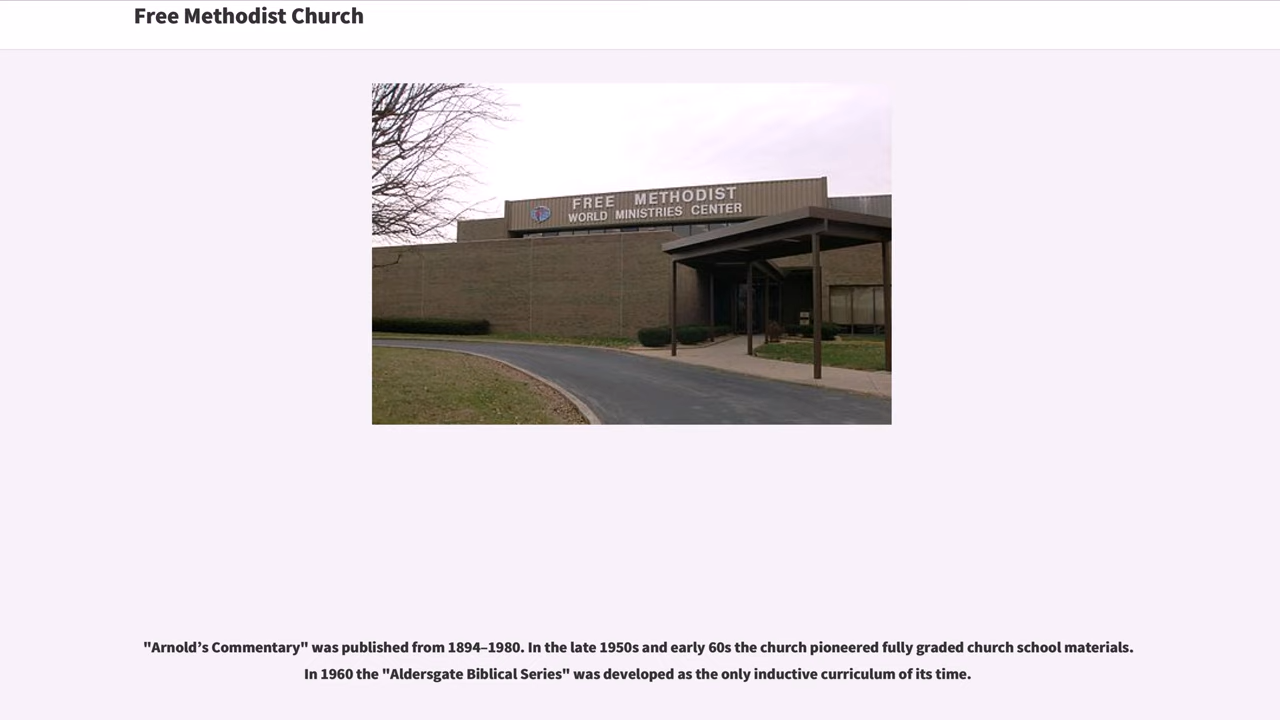 Free Methodist Church
FREE METHODIST
WORLD MINISTRIES CENTER
"Arnold’s Commentary" was published from 1894–1980. In the late 1950s and early 60s the church pioneered fully graded church school materials.
In 1960 the "Aldersgate Biblical Series" was developed as the only inductive curriculum of its time.